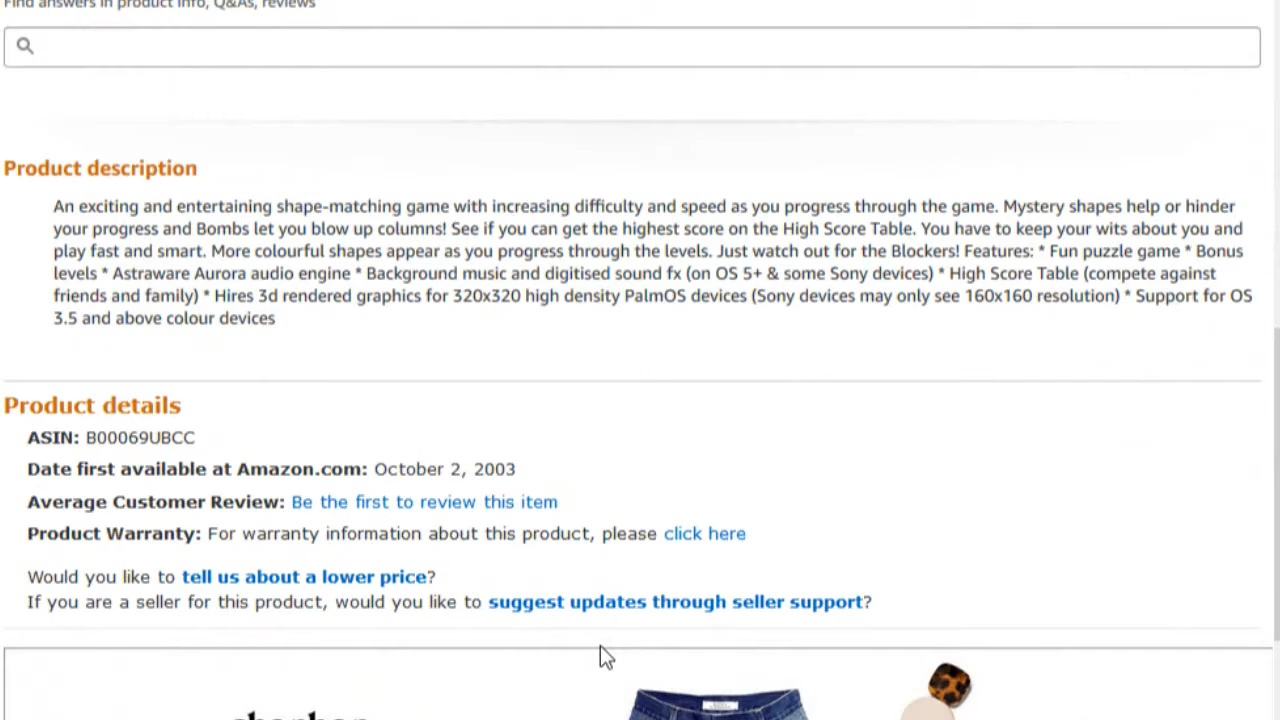 Find answers in product info, Q&As, reviews
Product description
An exciting and entertaining shape-matching game with increasing difficulty and speed as you progress through the game. Mystery shapes help or hinder
your progress and Bombs let you blow up columns! See if you can get the highest score on the High Score Table. You have to keep your wits about you and
play fast and smart. More colourful shapes appear as you progress through the levels. Just watch out for the Blockers! Features: * Fun puzzle game * Bonus
levels * Astraware Aurora audio engine * Background music and digitised sound fx (on OS 5+ & some Sony devices) * High Score Table (compete against
friends and family) * Hires 3d rendered graphics for 320x320 high density PalmOS devices (Sony devices may only see 160x160 resolution) * Support for OS
3.5 and above colour devices
Product details
ASIN: B00069UBCC
Date first available at Amazon.com: October 2, 2003
Average Customer Review: Be the first to review this item
Product Warranty: For warranty information about this product, please click here
Would you like to tell us about a lower price?
If you are a seller for this product, would you like to suggest updates through seller support?